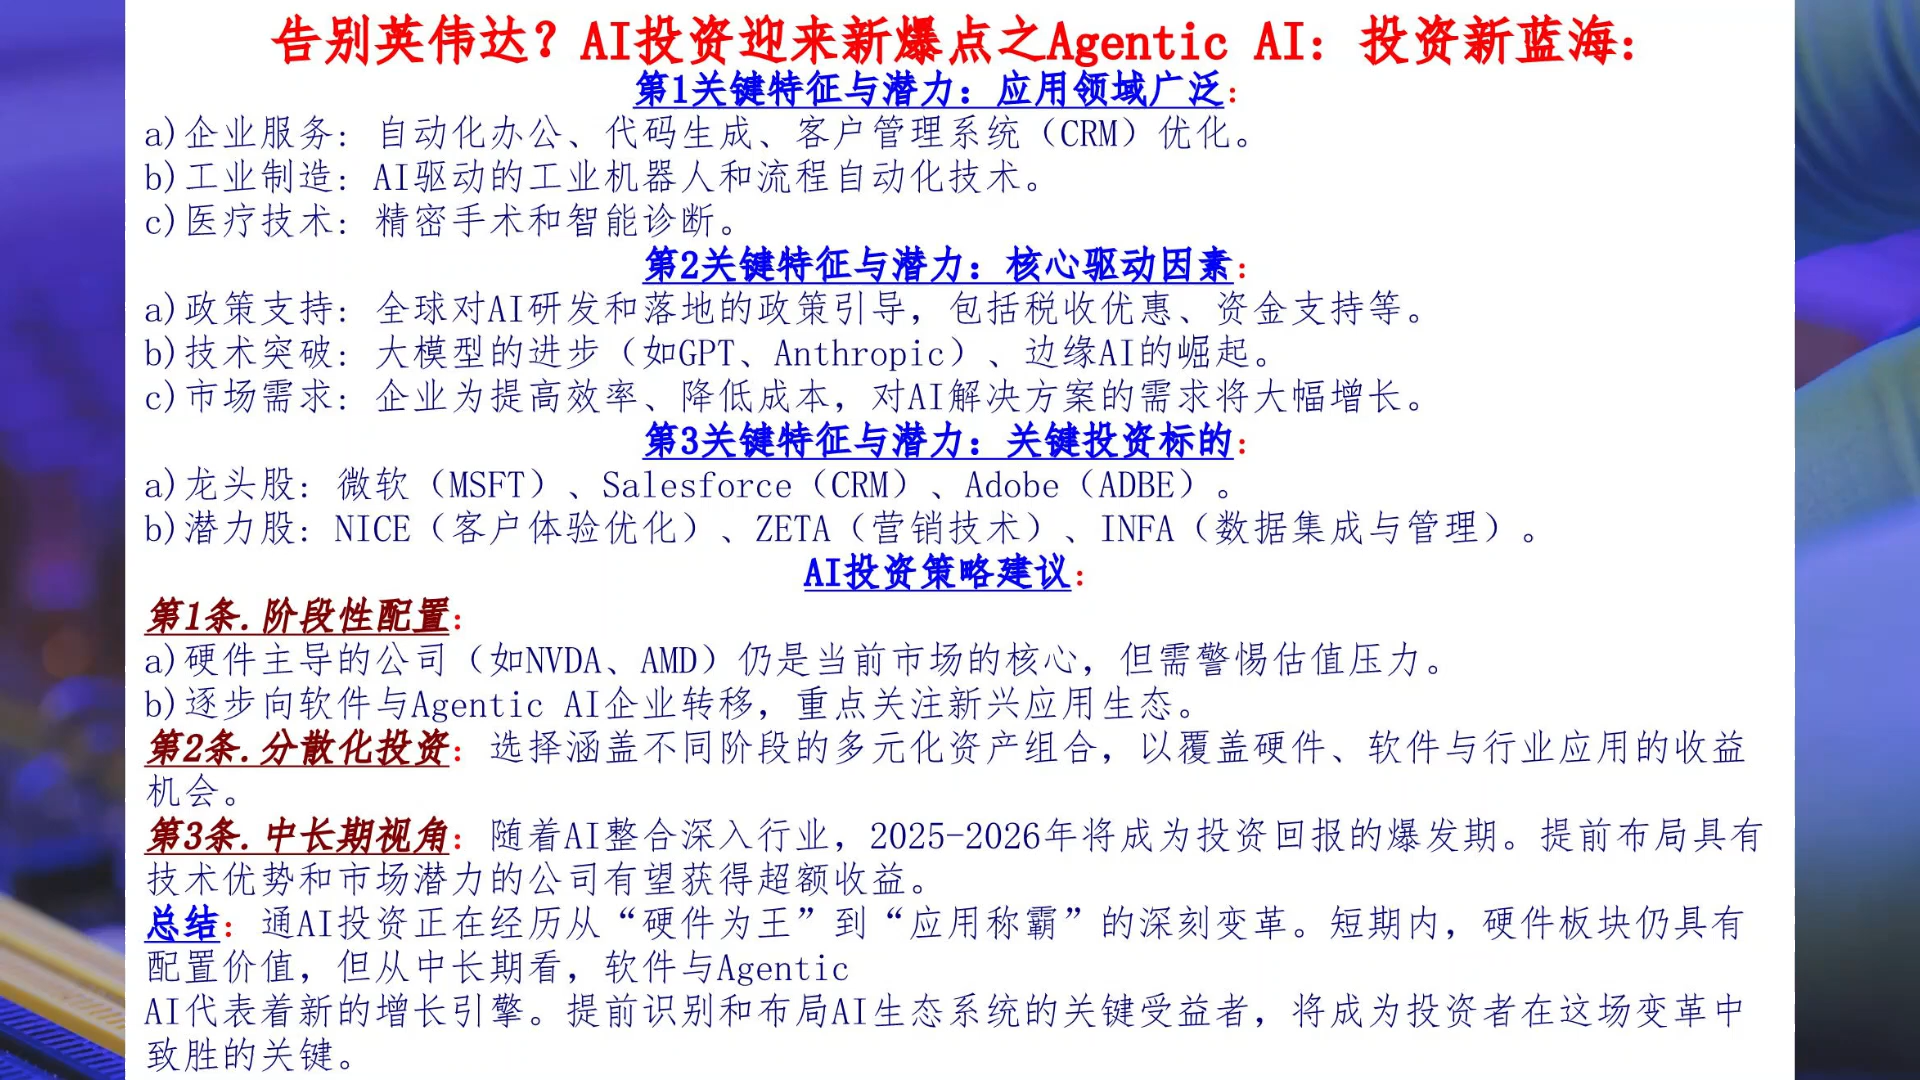 告别英伟达？AI投资迎来新爆点之Agentic AI：投资新蓝海：
第1关键特征与潜力：应用领域广泛：
a)企业服务：自动化办公、代码生成、客户管理系统（CRM）优化。
b)工业制造：AI驱动的工业机器人和流程自动化技术。
c)医疗技术：精密手术和智能诊断。
第2关键特征与潜力：核心驱动因素：
a)政策支持：全球对AI研发和落地的政策引导，包括税收优惠、资金支持等。
b)技术突破：大模型的进步（如GPT、Anthropic）、边缘AI的崛起。
c)市场需求：企业为提高效率、降低成本，对AI解决方案的需求将大幅增长。
第3关键特征与潜力：关键投资标的：
a)龙头股：微软（MSFT）、Salesforce（CRM）、Adobe（ADBE）。
b)潜力股：NICE（客户体验优化）、ZETA（营销技术）、INFA（数据集成与管理）。
AI投资策略建议：
第1条.阶段性配置：
a)硬件主导的公司（如NVDA、AMD）仍是当前市场的核心，但需警惕估值压力。
b)逐步向软件与Agentic AI企业转移，重点关注新兴应用生态。
第2条.分散化投资：选择涵盖不同阶段的多元化资产组合，以覆盖硬件、软件与行业应用的收益
机会。
第3条.中长期视角：随着AI整合深入行业，2025-2026年将成为投资回报的爆发期。提前布局具有
技术优势和市场潜力的公司有望获得超额收益。
总结：通AI投资正在经历从“硬件为王”到“应用称霸”的深刻变革。短期内，硬件板块仍具有
配置价值，但从中长期看，软件与Agentic
AI代表着新的增长引擎。提前识别和布局AI生态系统的关键受益者，将成为投资者在这场变革中
致胜的关键。